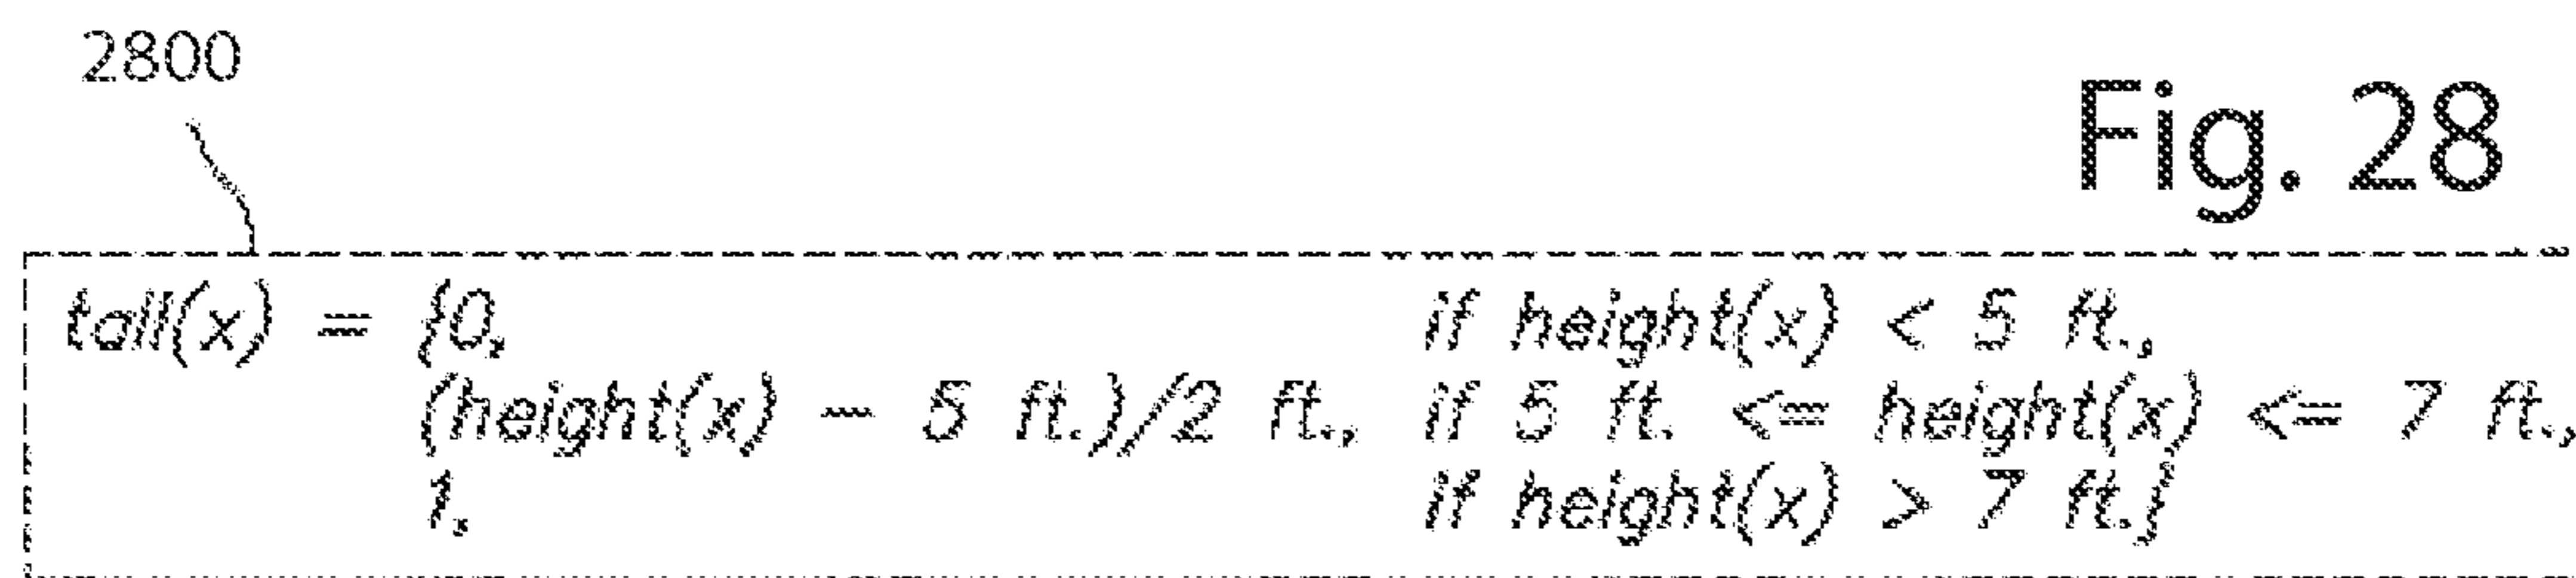 2800
Fig. 28
tall(x) = {0, if height(x) < 5 ft.,
(height(x) - 5 ft.)/2 ft., if 5 ft. <= height(x) <= 7 ft.,
1, if height(x) > 7 ft.}